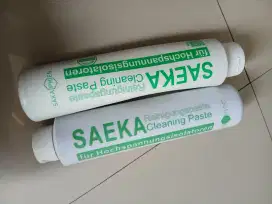 SAEKA
Reinigungspaste
Cleaning Paste
für Hochspannungsisolatoren
SAEKA
Reinigungspaste
Cleaning Paste
für Hochspannungsisolatoren